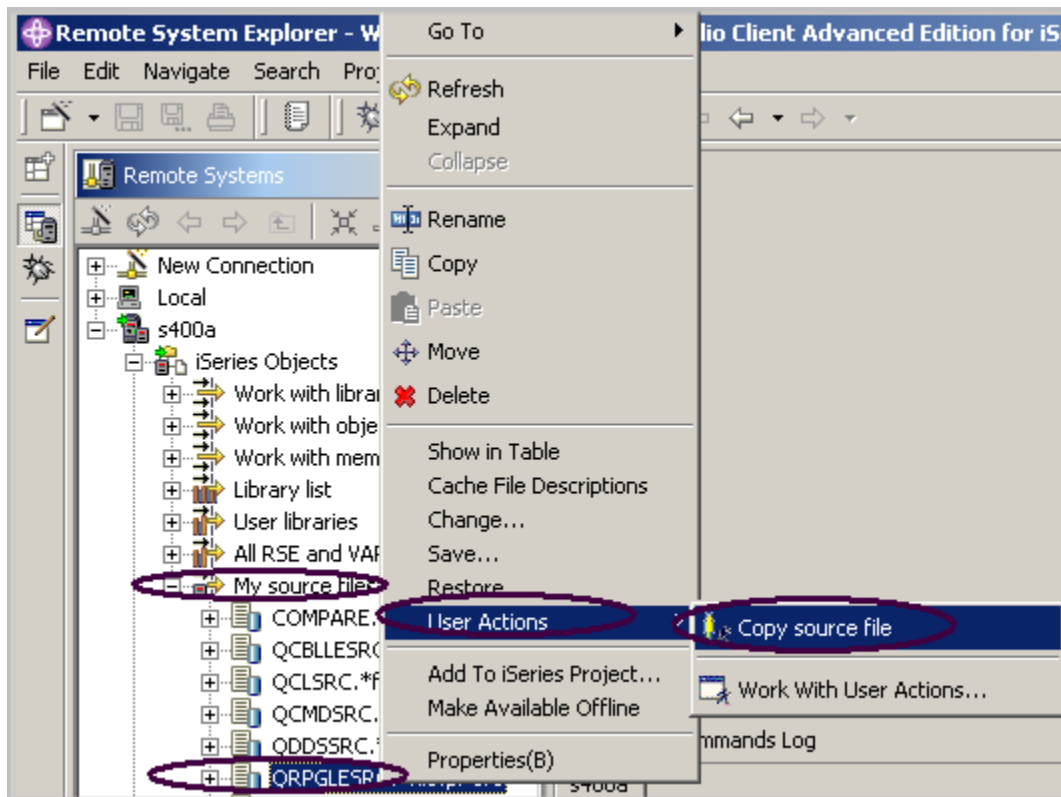 Remote System Explorer - W
lio Client Advanced Edition for iS
File Edit Navigate Search Proj
Remote Systems
New Connection
Local
s400a
iSeries Objects
Work with librar
Work with obje
Work with mem
Library list
User libraries
All RSE and VAR
My source files
COMPARE.
QCBLLESRC
QCLSRC.*f
QCMDSRC.
QDDSSRC.*
QRPGLESRC
Go To
Refresh
Expand
Collapse
Rename
Copy
Paste
Move
Delete
Show in Table
Cache File Descriptions
Change...
Save...
Restore
User Actions
Add To iSeries Project...
Make Available Offline
Properties(B)
Copy source file
Work With User Actions...
mmands Log
s400a